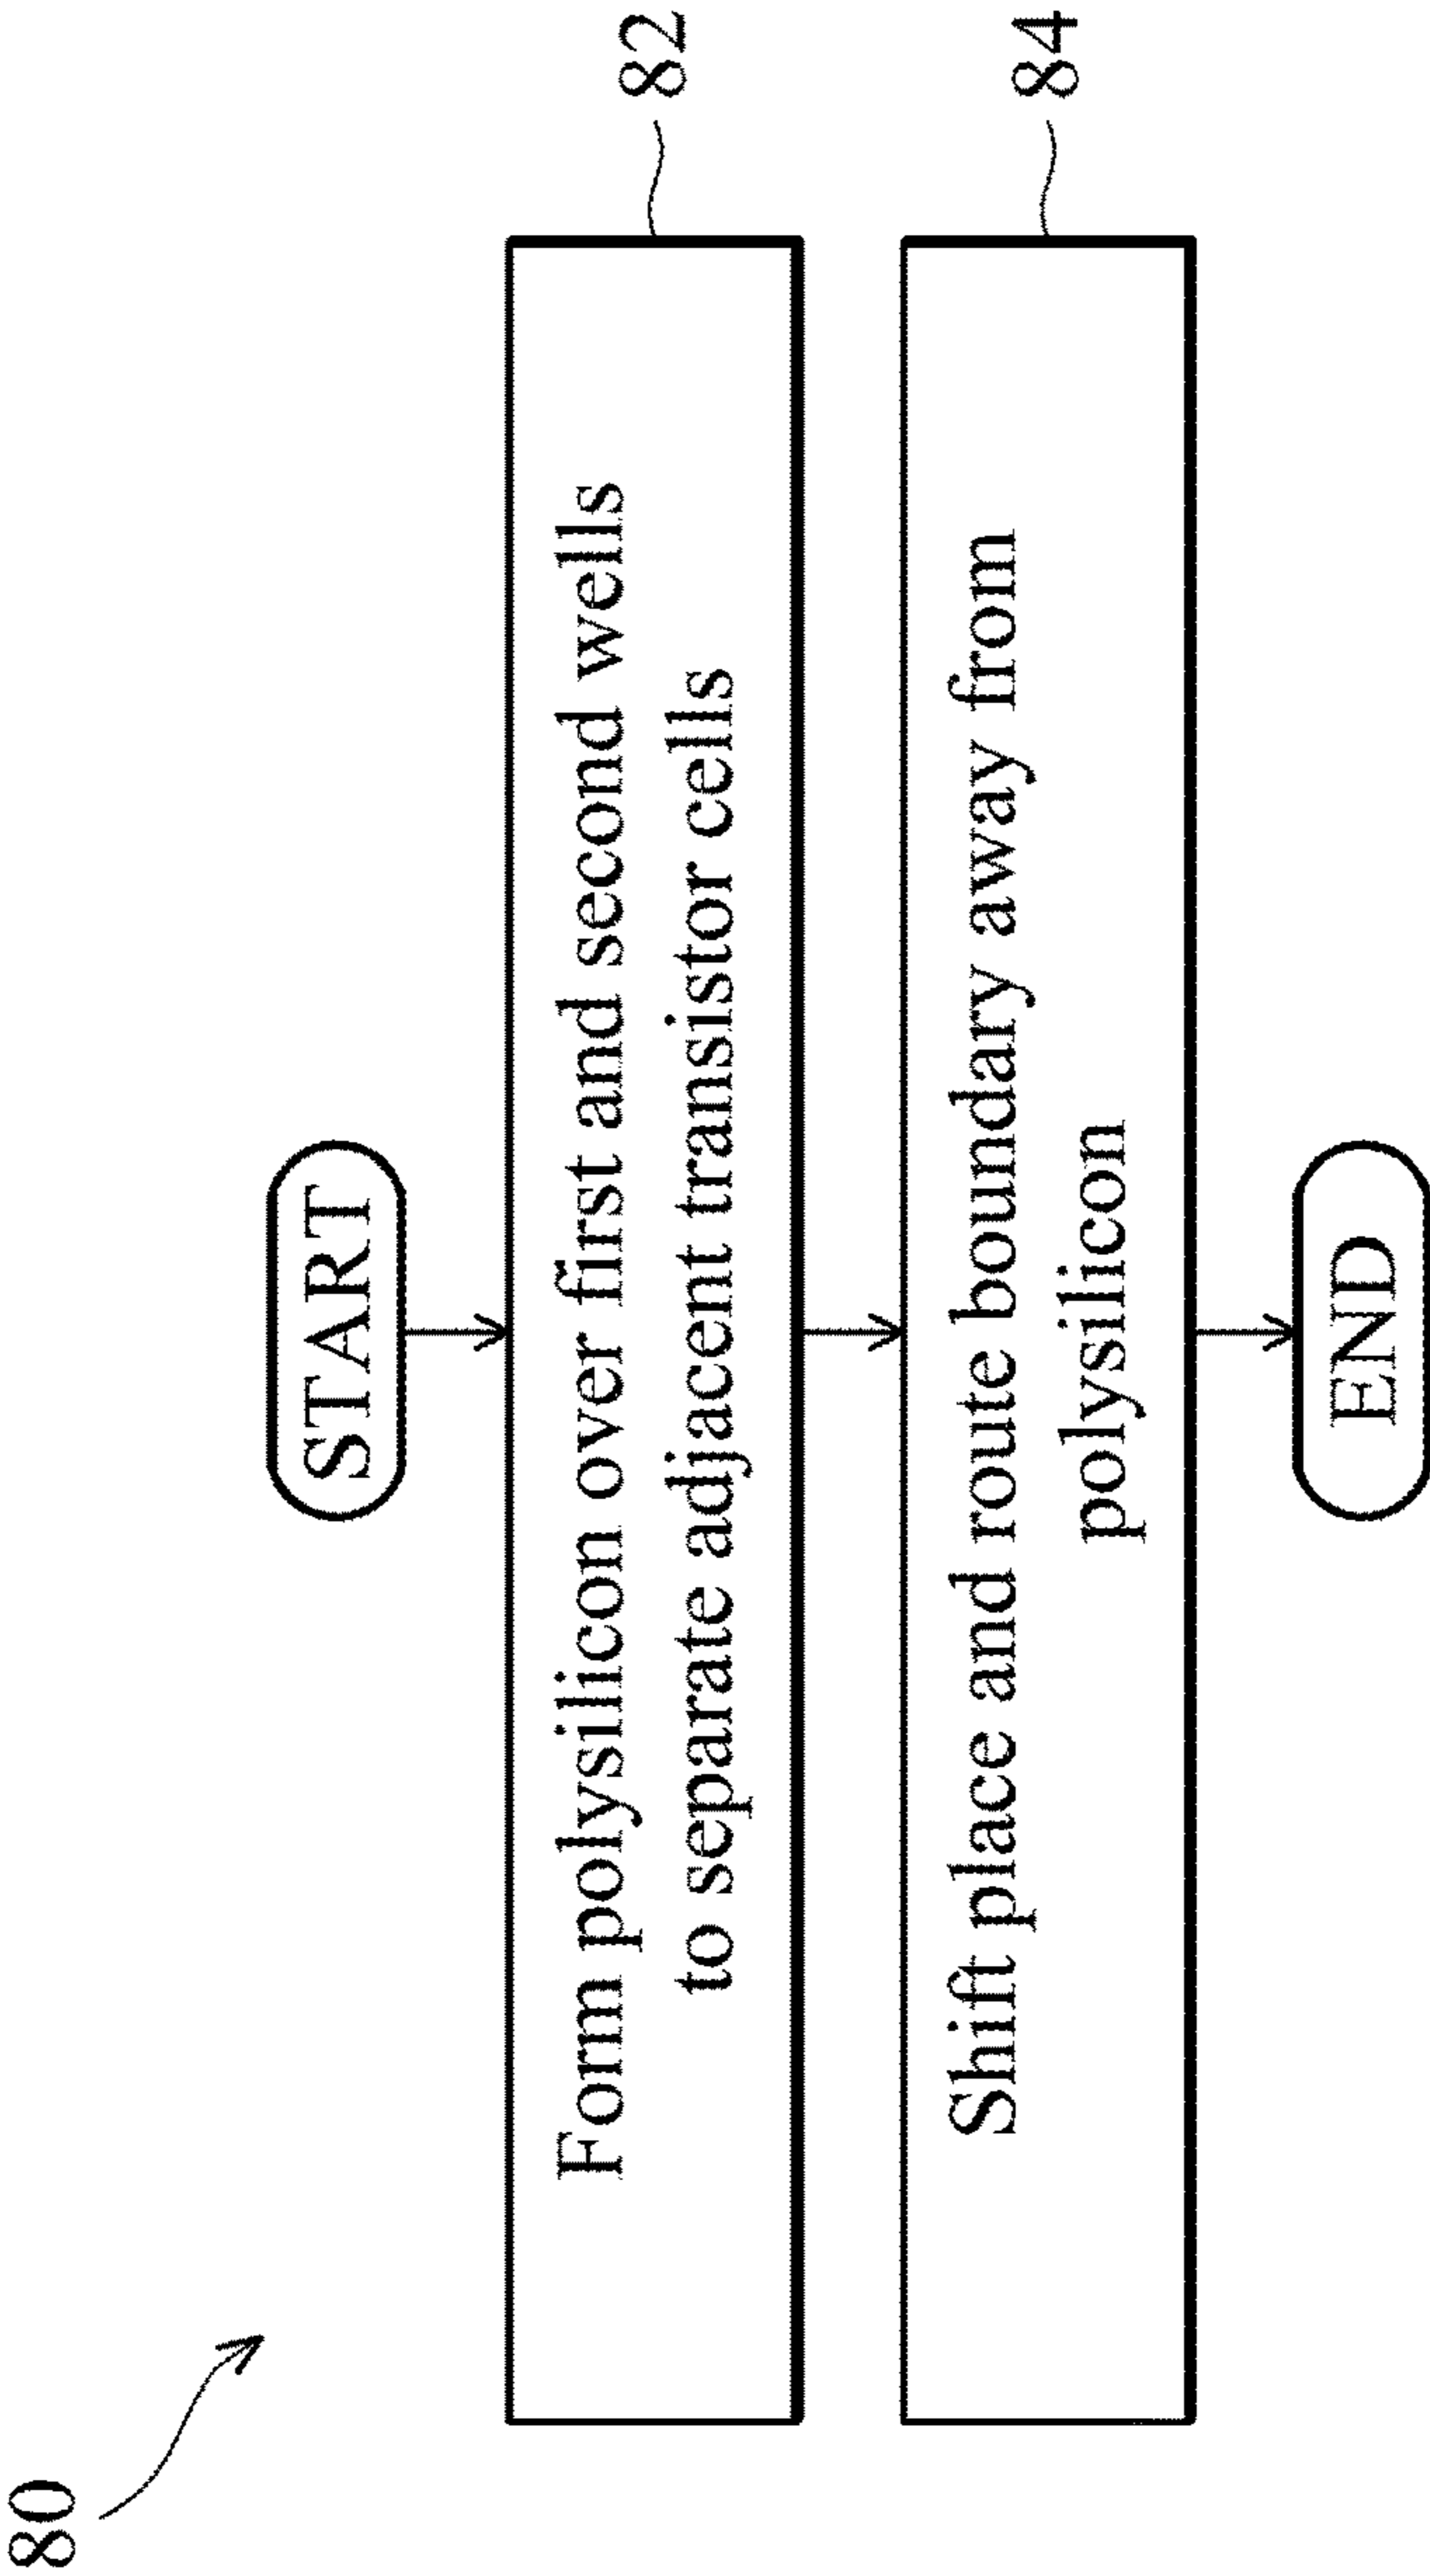 80
START
Form polysilicon over first and second wells
to separate adjacent transistor cells
82
Shift place and route boundary away from
polysilicon
84
END